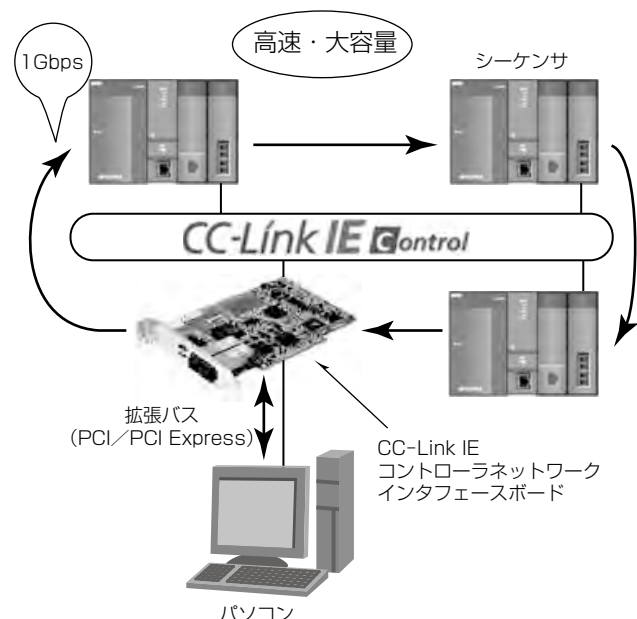 高速・大容量
1Gbps
シーケンサ
CC-Link IE Control
拡張バス
(PCI／PCI Express)
CC-Link IE
コントローラネットワーク
インタフェースボード
パソコン